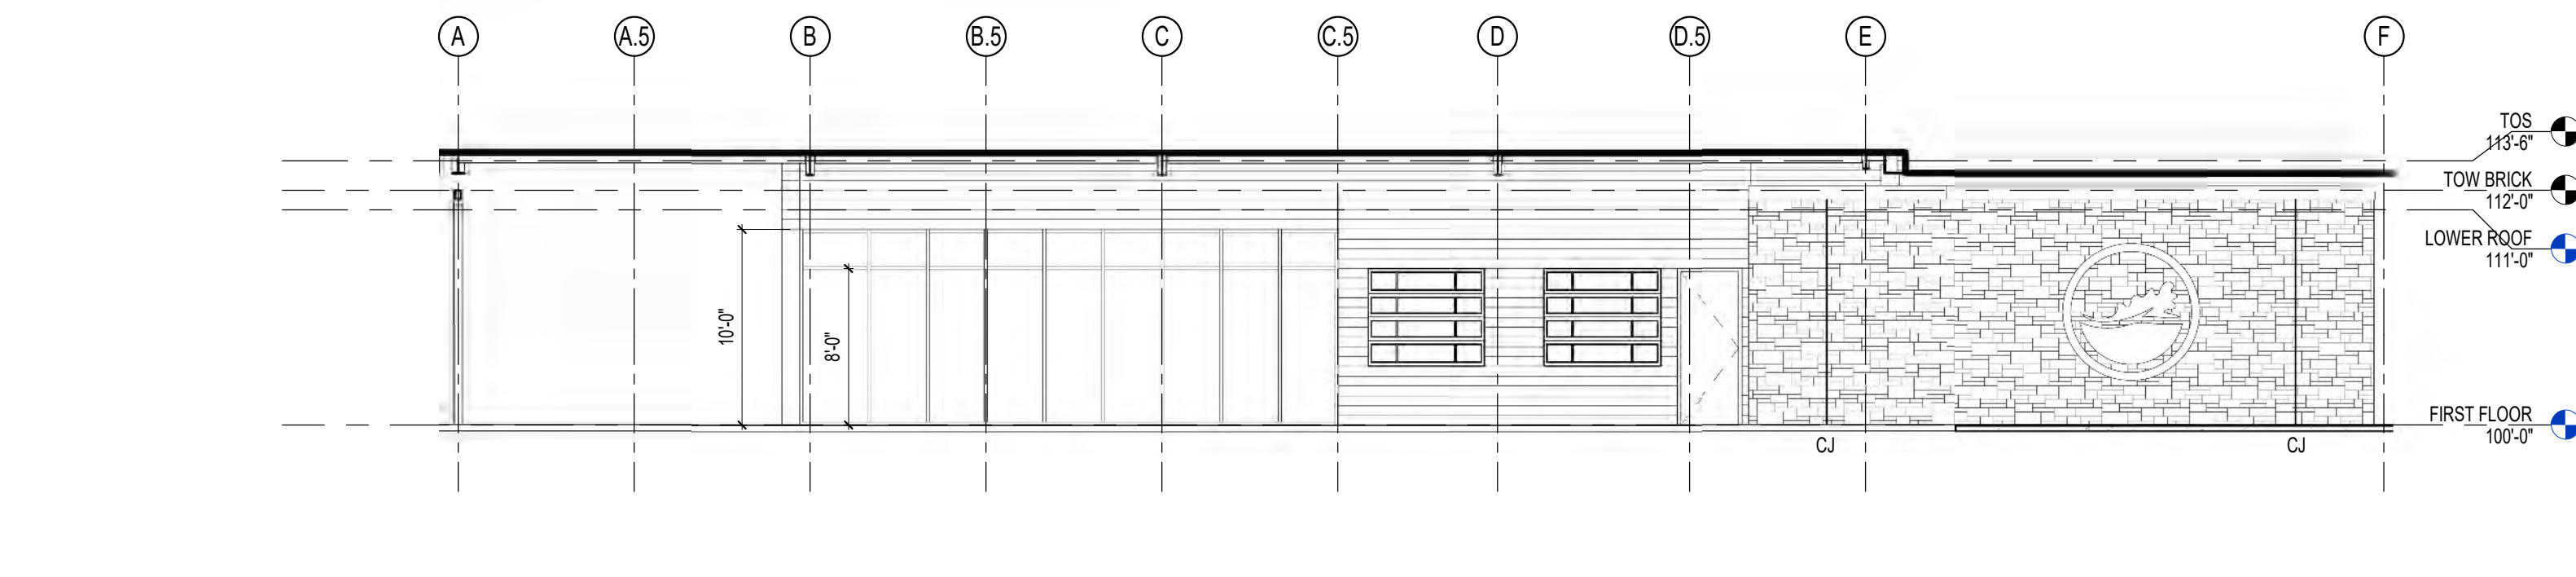 A
A.5
B
B.5
C
C.5
D
D.5
E
F
TOS
113'-6"
TOW BRICK
112'-0"
LOWER ROOF
111'-0"
10'-0"
8'-0"
FIRST FLOOR
100'-0"
CJ
CJ